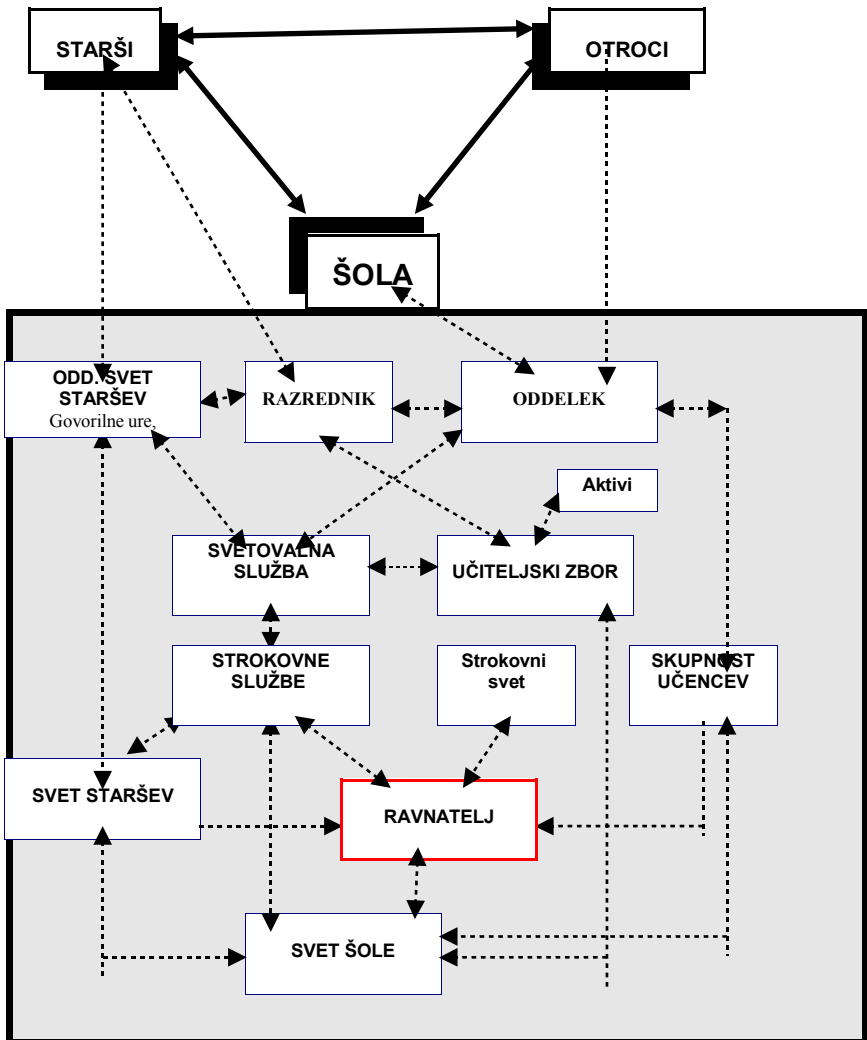 STARŠI
OTROCI
ŠOLA
ODD. SVET
STARŠEV
Govorilne ure,
RAZREDNIK
ODDELEK
Aktivi
SVETOVALNA
SLUŽBA
UČITELJSKI ZBOR
STROKOVNE
SLUŽBE
Strokovni
svet
SKUPNOST
UČENCEV
SVET STARŠEV
RAVNATELJ
SVET ŠOLE